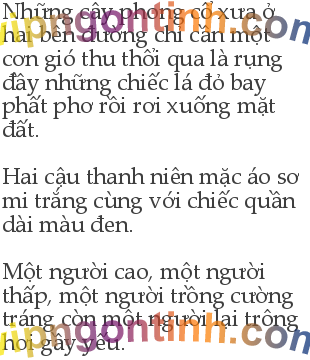 Những cây phong cổ xưa ở
hai bên đường chỉ cần một
cơn gió thu thổi qua là rụng
đầy những chiếc lá đỏ bay
phất phơ rồi rơi xuống mặt
đất.
Hai cậu thanh niên mặc áo sơ
mi trắng cùng với chiếc quần
dài màu đen.
Một người cao, một người
thấp, một người trông cường
tráng còn một người lại trông
hơi gầy yếu.